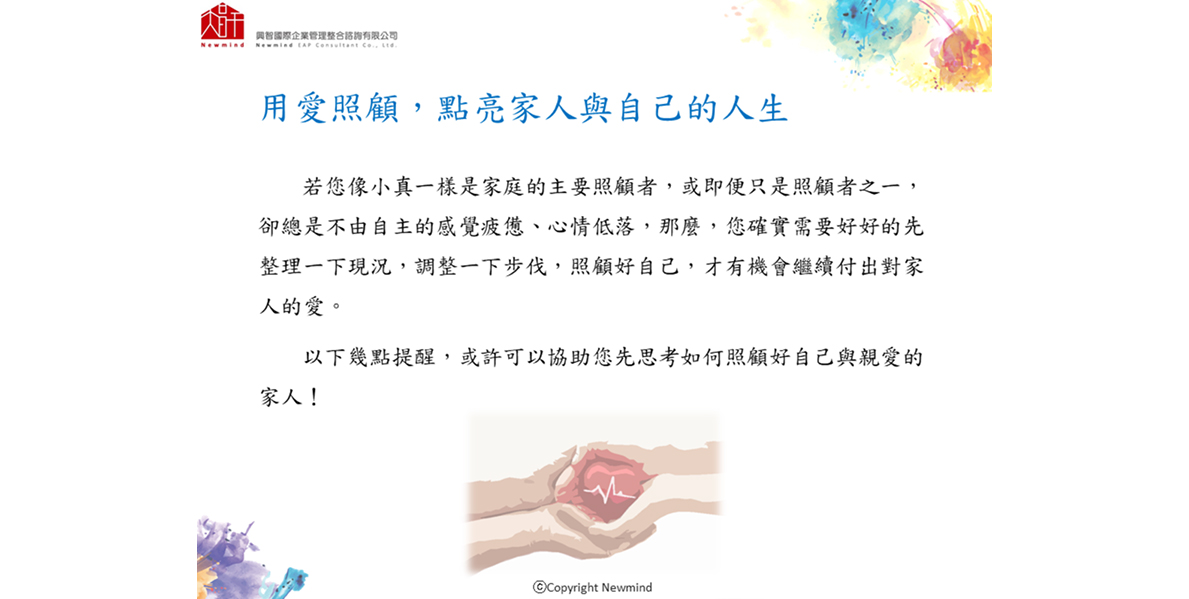 Newmind
興智國際企業管理整合諮詢有限公司
Newmind EAP Consultant Co., Ltd.
用愛照顧，點亮家人與自己的人生
若您像小真一樣是家庭的主要照顧者，或即便只是照顧者之一，
卻總是不由自主的感覺疲憊、心情低落，那麼，您確實需要好好的先
整理一下現況，調整一下步伐，照顧好自己，才有機會繼續付出對家
人的愛。
以下幾點提醒，或許可以協助您先思考如何照顧好自己與親愛的
家人！
ⓒCopyright Newmind